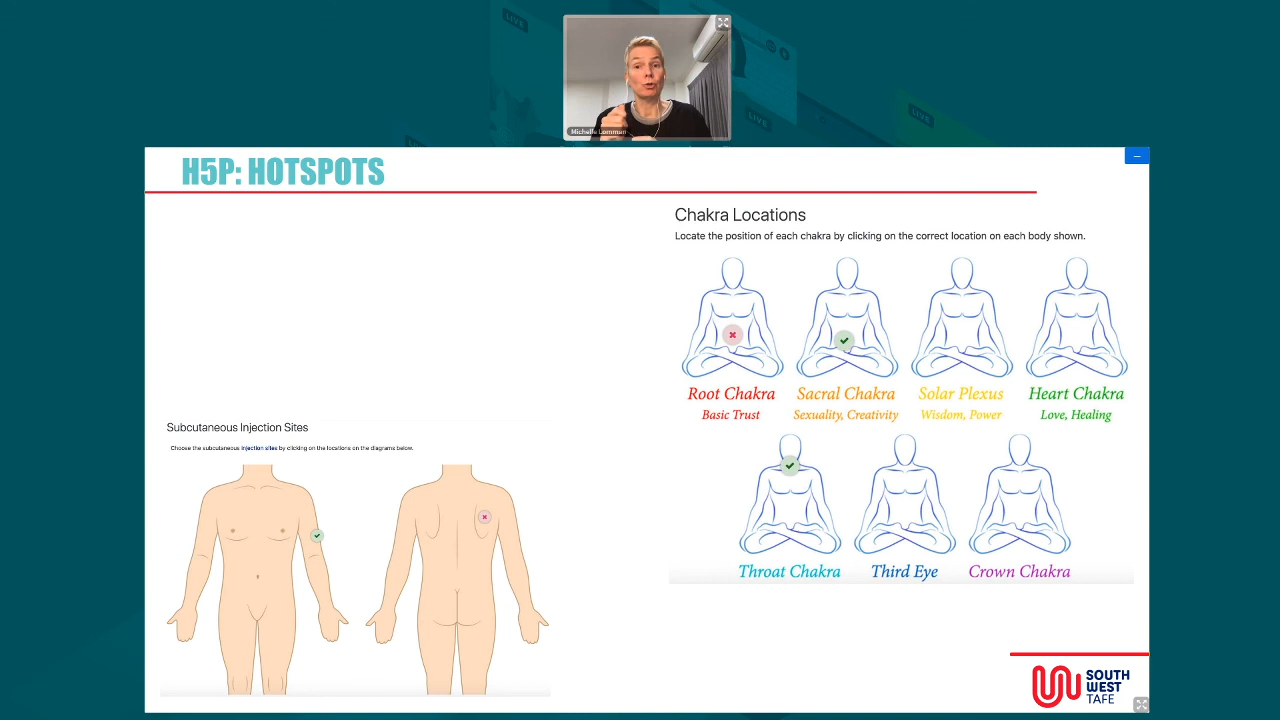 LIVE
LIVE
LIVE
Michelle Lomman
H5P: HOTSPOTS
Chakra Locations
Locate the position of each chakra by clicking on the correct location on each body shown.
Root Chakra
Basic Trust
Sacral Chakra
Sexuality, Creativity
Solar Plexus
Wisdom, Power
Heart Chakra
Love, Healing
Subcutaneous Injection Sites
Choose the subcutaneous injection sites by clicking on the locations on the diagrams below.
Throat Chakra
Third Eye
Crown Chakra
SOUTH
WEST
TAFE